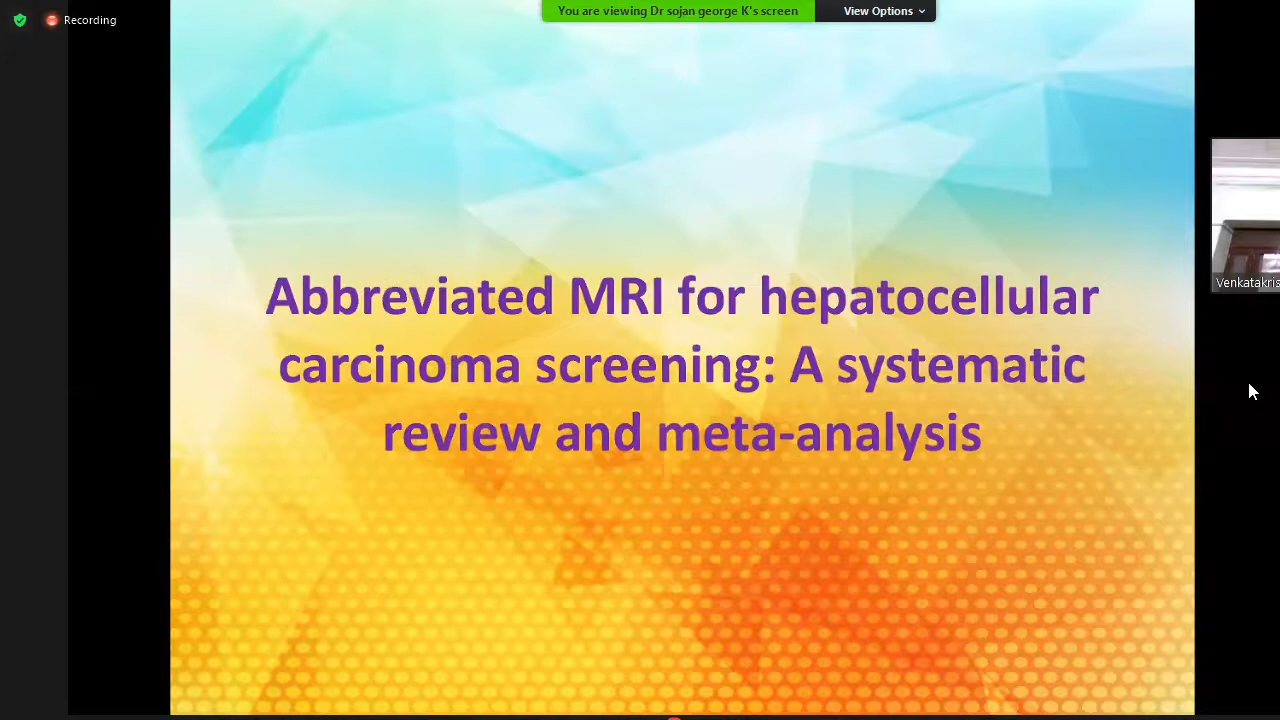 Recording
You are viewing Dr sojan george K's screen
View Options
Abbreviated MRI for hepatocellular
carcinoma screening: A systematic
review and meta-analysis
Venkatakris